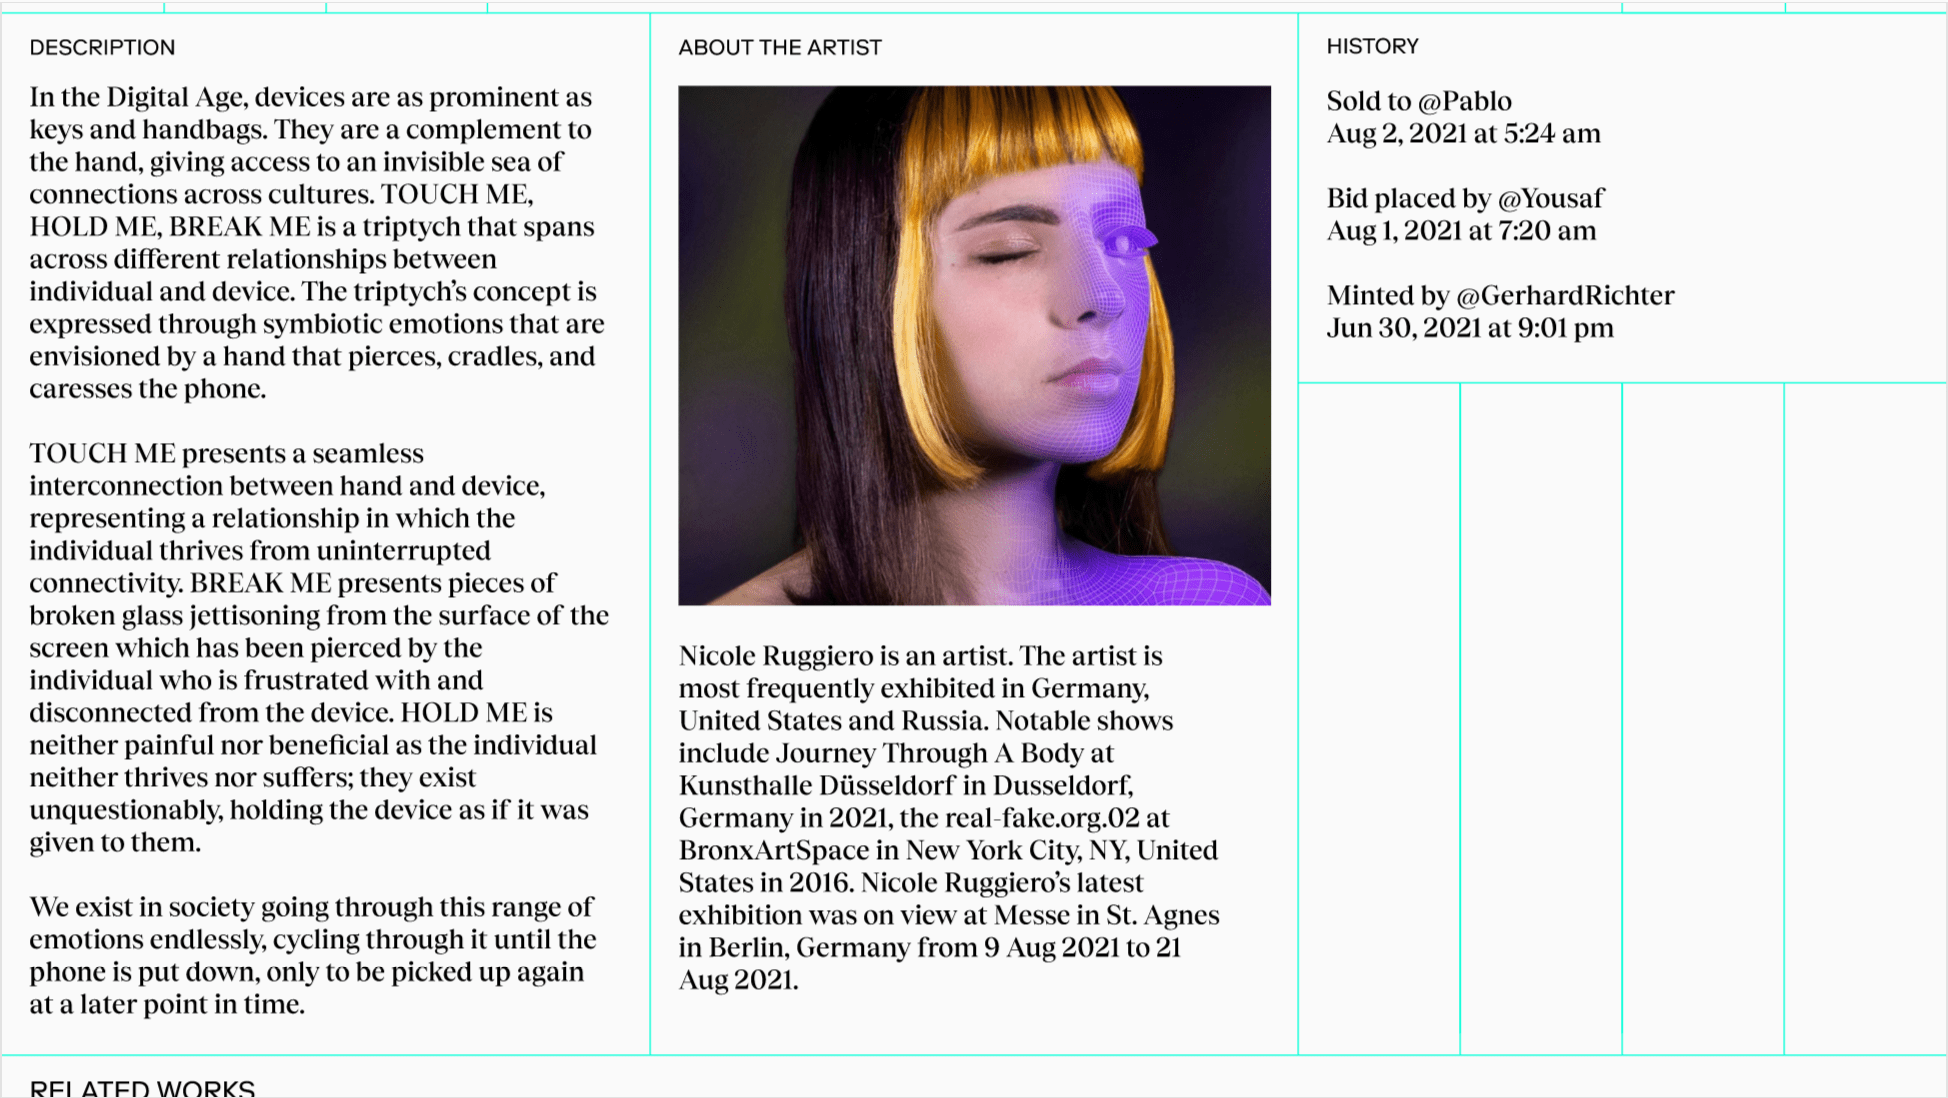 DESCRIPTION
In the Digital Age, devices are as prominent as
keys and handbags. They are a complement to
the hand, giving access to an invisible sea of
connections across cultures. TOUCH ME,
HOLD ME, BREAK ME is a triptych that spans
across different relationships between
individual and device. The triptych’s concept is
expressed through symbiotic emotions that are
envisioned by a hand that pierces, cradles, and
caresses the phone.
TOUCH ME presents a seamless
interconnection between hand and device,
representing a relationship in which the
individual thrives from uninterrupted
connectivity. BREAK ME presents pieces of
broken glass jettisoning from the surface of the
screen which has been pierced by the
individual who is frustrated with and
disconnected from the device. HOLD ME is
neither painful nor beneficial as the individual
neither thrives nor suffers; they exist
unquestionably, holding the device as if it was
given to them.
We exist in society going through this range of
emotions endlessly, cycling through it until the
phone is put down, only to be picked up again
at a later point in time.
ABOUT THE ARTIST
Nicole Ruggiero is an artist. The artist is
most frequently exhibited in Germany,
United States and Russia. Notable shows
include Journey Through A Body at
Kunsthalle Düsseldorf in Dusseldorf,
Germany in 2021, the real-fake.org.02 at
BronxArtSpace in New York City, NY, United
States in 2016. Nicole Ruggiero’s latest
exhibition was on view at Messe in St. Agnes
in Berlin, Germany from 9 Aug 2021 to 21
Aug 2021.
HISTORY
Sold to @Pablo
Aug 2, 2021 at 5:24 am
Bid placed by @Yousaf
Aug 1, 2021 at 7:20 am
Minted by @GerhardRichter
Jun 30, 2021 at 9:01 pm
RELATED WORKS